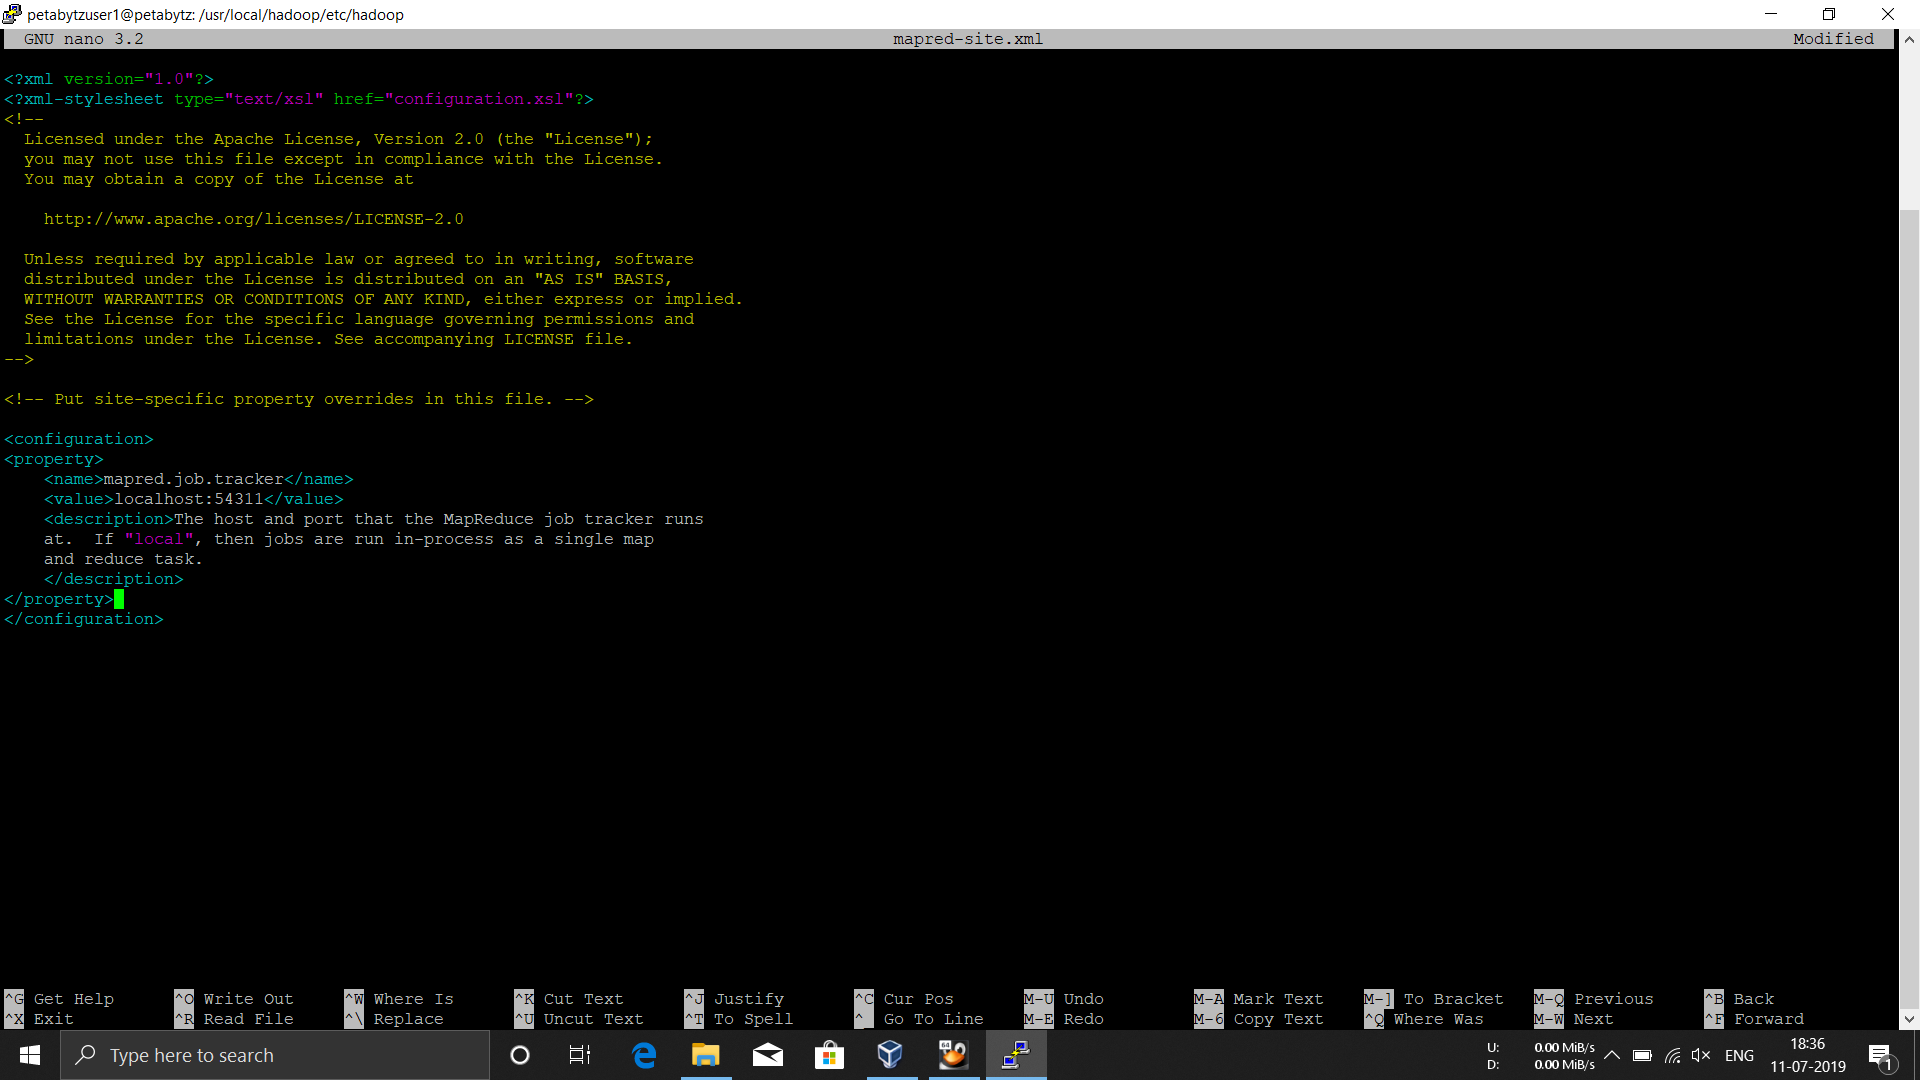 petabytzuser1@petabytz: /usr/local/hadoop/etc/hadoop
GNU nano 3.2 mapred-site.xml Modified
<?xml version="1.0"?>
<?xml-stylesheet type="text/xsl" href="configuration.xsl"?>
<!--
  Licensed under the Apache License, Version 2.0 (the "License");
  you may not use this file except in compliance with the License.
  You may obtain a copy of the License at
    http://www.apache.org/licenses/LICENSE-2.0
  Unless required by applicable law or agreed to in writing, software
  distributed under the License is distributed on an "AS IS" BASIS,
  WITHOUT WARRANTIES OR CONDITIONS OF ANY KIND, either express or implied.
  See the License for the specific language governing permissions and
  limitations under the License. See accompanying LICENSE file.
-->
<!-- Put site-specific property overrides in this file. -->
<configuration>
<property>
    <name>mapred.job.tracker</name>
    <value>localhost:54311</value>
    <description>The host and port that the MapReduce job tracker runs
    at.  If "local", then jobs are run in-process as a single map
    and reduce task.
    </description>
</property>
</configuration>
^G Get Help ^O Write Out ^W Where Is ^K Cut Text ^J Justify ^C Cur Pos M-U Undo M-A Mark Text M-] To Bracket M-Q Previous ^B Back
^X Exit ^R Read File ^\ Replace ^U Uncut Text ^T To Spell ^_ Go To Line M-E Redo M-6 Copy Text ^Q Where Was M-W Next ^F Forward
Type here to search
64
U: 0.00 MiB/s
D: 0.00 MiB/s
ENG
18:36
11-07-2019
1